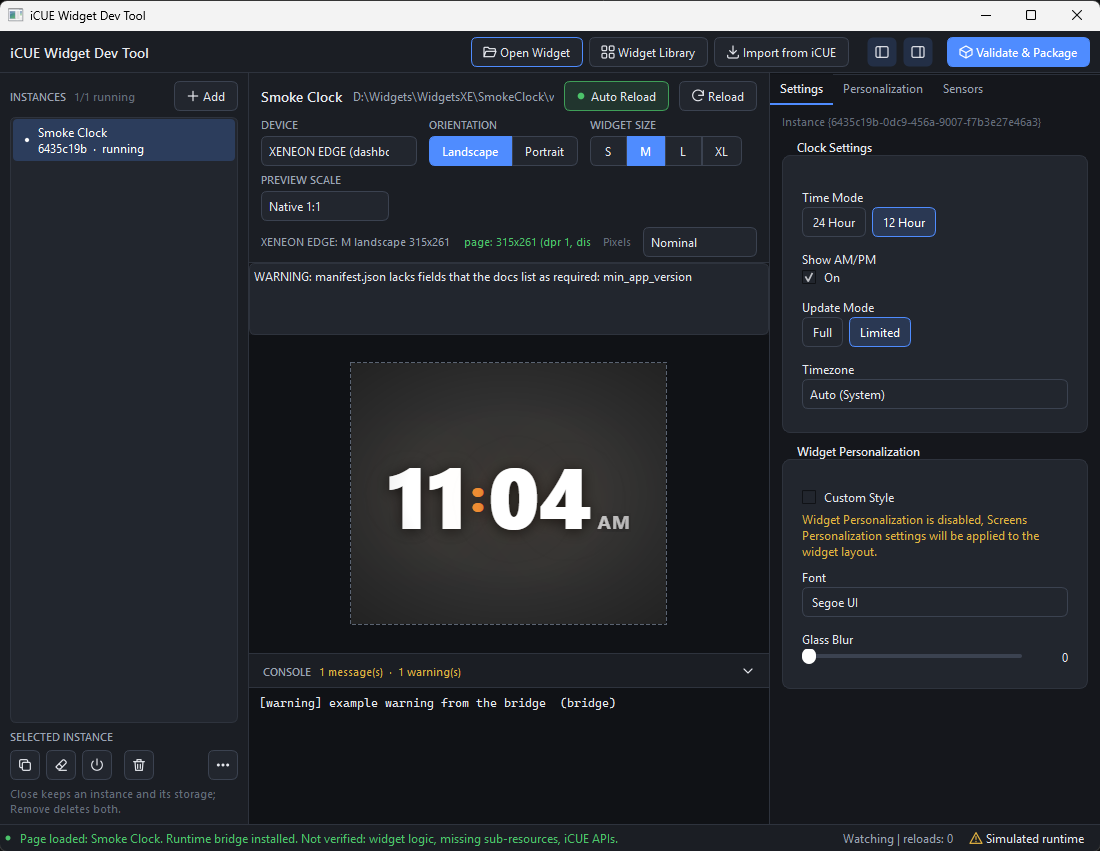 iCUE Widget Dev Tool
iCUE Widget Dev Tool
Open Widget
Widget Library
Import from iCUE
Validate & Package
INSTANCES 1/1 running
Add
Smoke Clock
6435c19b · running
SELECTED INSTANCE
Close keeps an instance and its storage;
Remove deletes both.
Smoke Clock D:\Widgets\WidgetsXE\SmokeClock\v
Auto Reload
Reload
DEVICE
XENEON EDGE (dashbc
ORIENTATION
Landscape Portrait
WIDGET SIZE
S M L XL
PREVIEW SCALE
Native 1:1
XENEON EDGE: M landscape 315x261 page: 315x261 (dpr 1, dis Pixels Nominal
WARNING: manifest.json lacks fields that the docs list as required: min_app_version
11:04 AM
CONSOLE 1 message(s) · 1 warning(s)
[warning] example warning from the bridge (bridge)
Settings Personalization Sensors
Instance {6435c19b-0dc9-456a-9007-f7b3e27e46a3}
Clock Settings
Time Mode
24 Hour 12 Hour
Show AM/PM
On
Update Mode
Full Limited
Timezone
Auto (System)
Widget Personalization
Custom Style
Widget Personalization is disabled, Screens
Personalization settings will be applied to the
widget layout.
Font
Segoe UI
Glass Blur
0
Page loaded: Smoke Clock. Runtime bridge installed. Not verified: widget logic, missing sub-resources, iCUE APIs.
Watching | reloads: 0
Simulated runtime